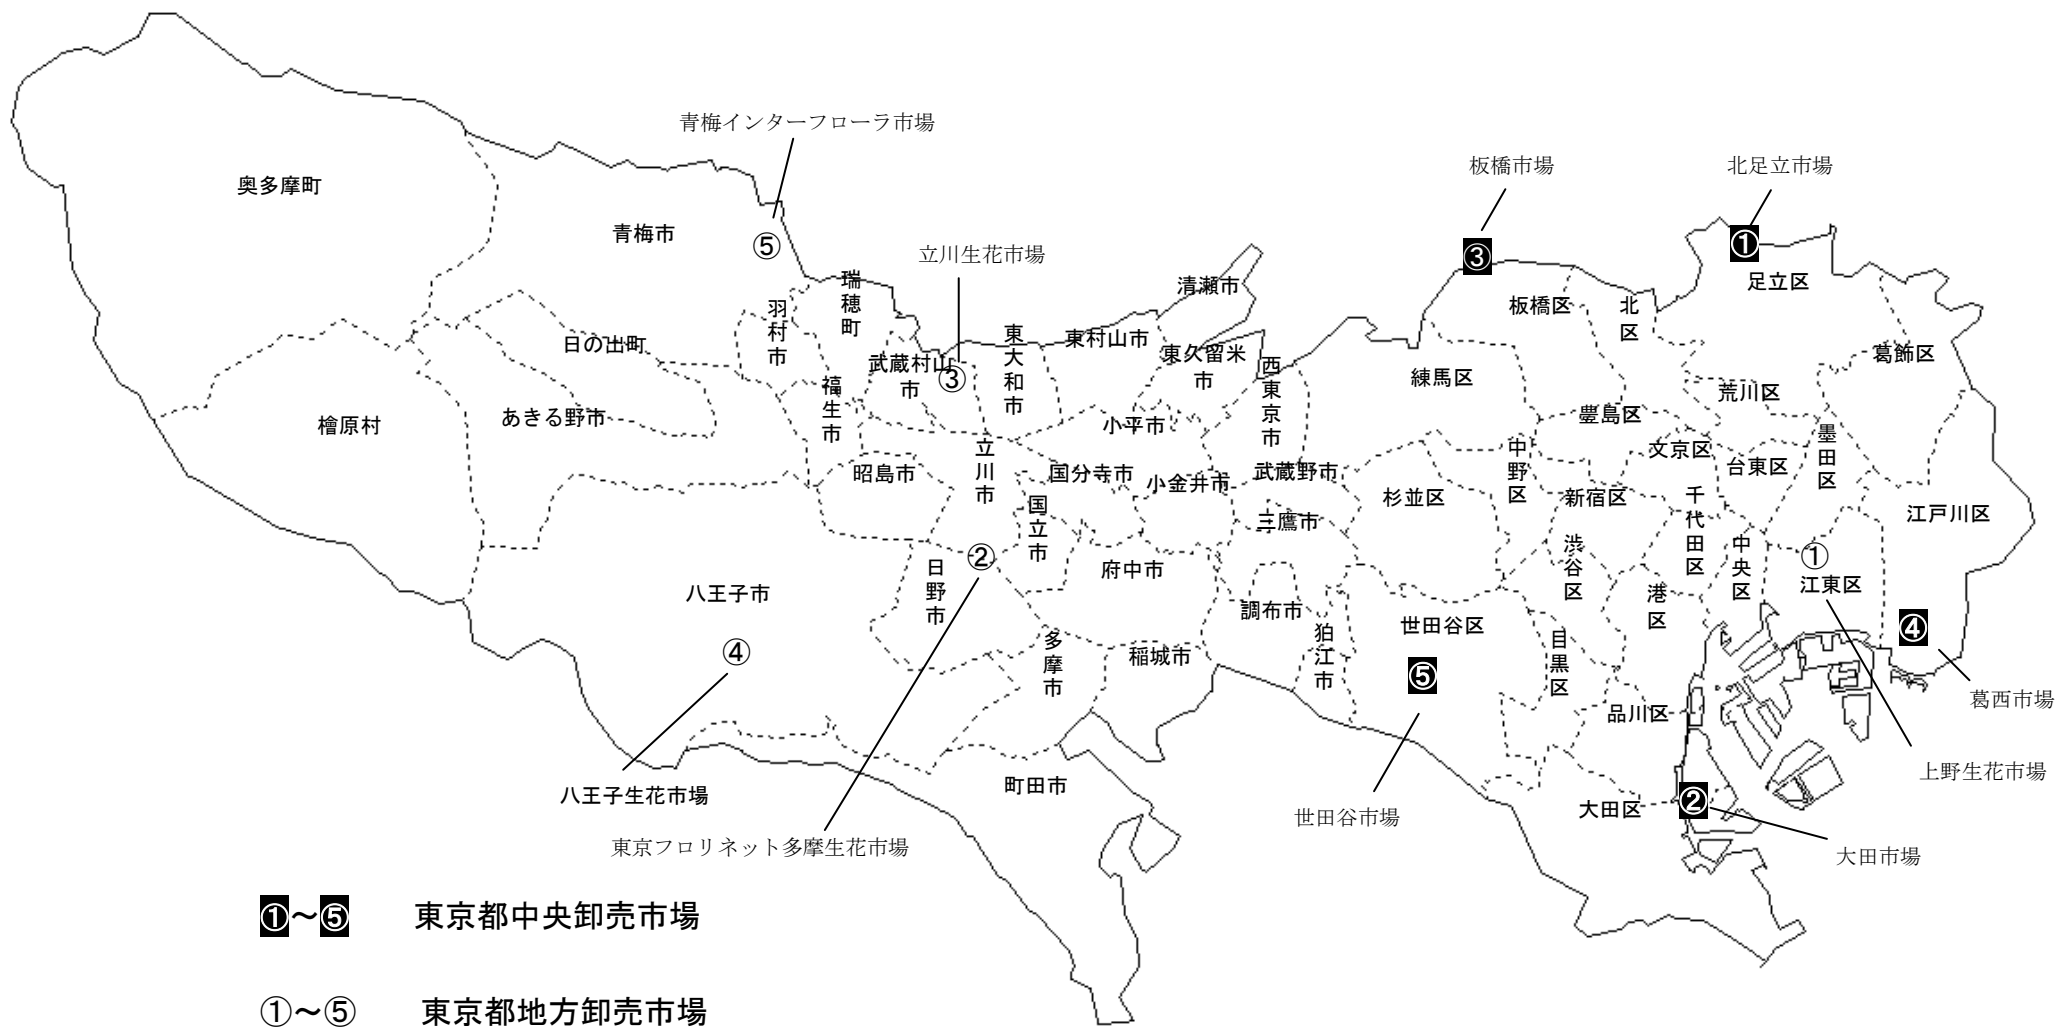 青梅インターフローラ市場
板橋市場
北足立市場
奥多摩町
青梅市
⑤
立川生花市場
❸
❶
足立区
清瀬市
瑞穂町
羽村市
板橋区
北区
日の出町
武蔵村山市
③
東大和市
東村山市
東久留米市
西東京市
練馬区
葛飾区
荒川区
檜原村
あきる野市
福生市
小平市
豊島区
文京区
台東区
墨田区
昭島市
立川市
国分寺市
小金井市
武蔵野市
杉並区
中野区
新宿区
千代田区
江戸川区
国立市
三鷹市
渋谷区
中央区
①
江東区
②
日野市
府中市
八王子市
調布市
狛江市
世田谷区
目黒区
港区
❹
④
多摩市
稲城市
❺
葛西市場
品川区
町田市
上野生花市場
八王子生花市場
大田区
❷
世田谷市場
東京フロリネット多摩生花市場
大田市場
❶～❺ 東京都中央卸売市場
①～⑤ 東京都地方卸売市場